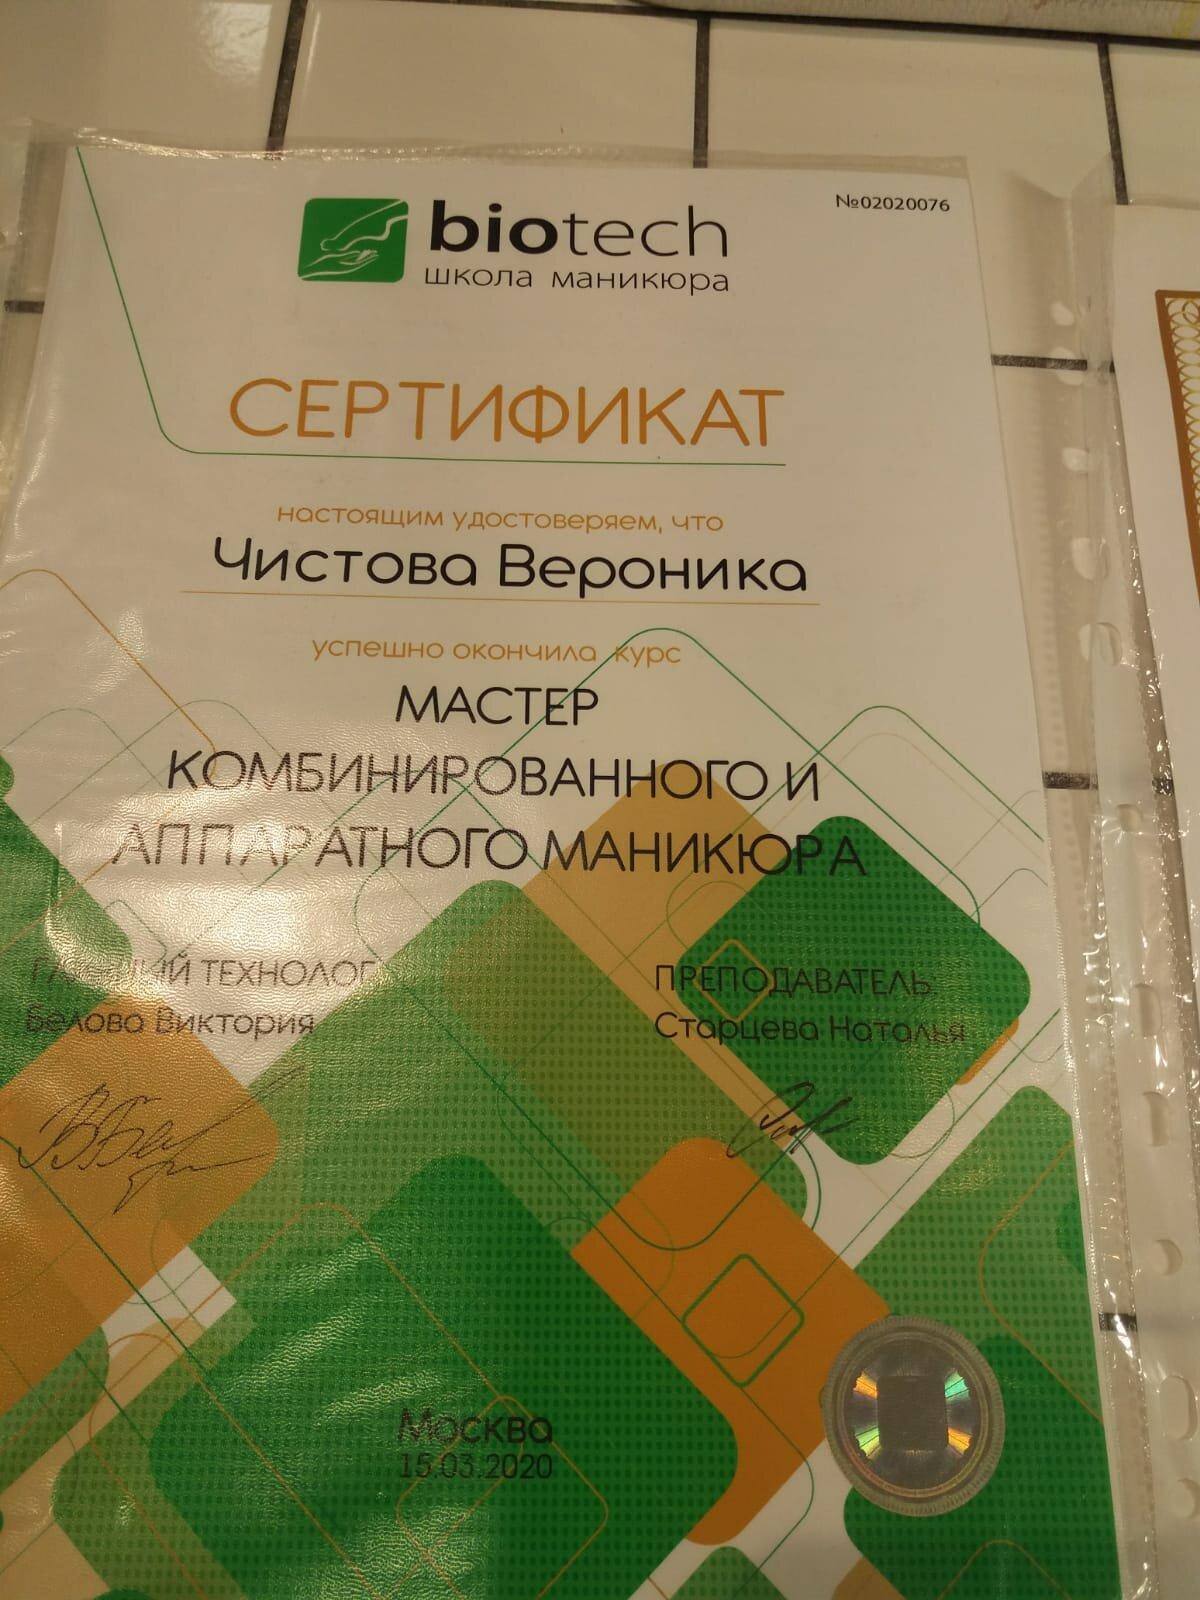 №02020076
biotech
школа маникюра
СЕРТИФИКАТ
настоящим удостоверяем, что
Чистова Вероника
успешно окончила курс
МАСТЕР
КОМБИНИРОВАННОГО И
АППАРАТНОГО МАНИКЮРА
ГЛАВНЫЙ ТЕХНОЛОГ
Белова Виктория
ПРЕПОДАВАТЕЛЬ:
Старцева Наталья
Москва
15.03.2020